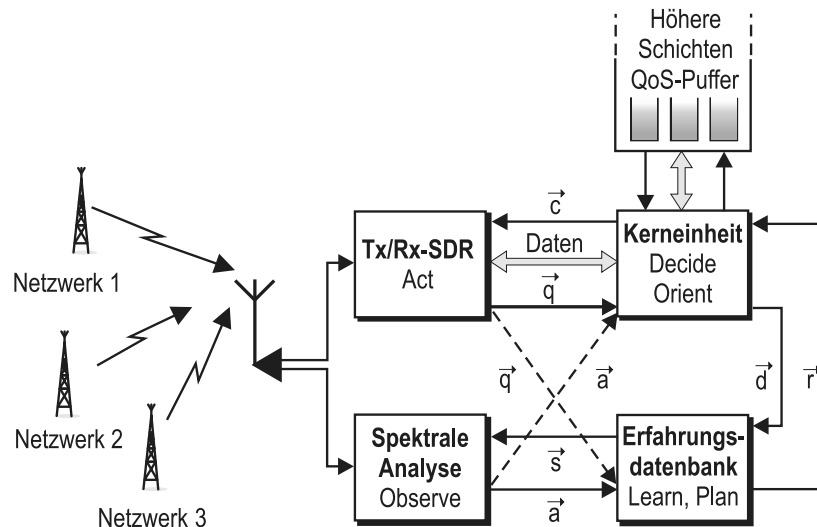 Höhere
Schichten
QoS-Puffer
Netzwerk 1
Netzwerk 2
Netzwerk 3
Tx/Rx-SDR
Act
c⃗
Daten
q⃗
Kerneinheit
Decide
Orient
q⃗
a⃗
d⃗
r⃗
Spektrale
Analyse
Observe
s⃗
a⃗
Erfahrungs-
datenbank
Learn, Plan